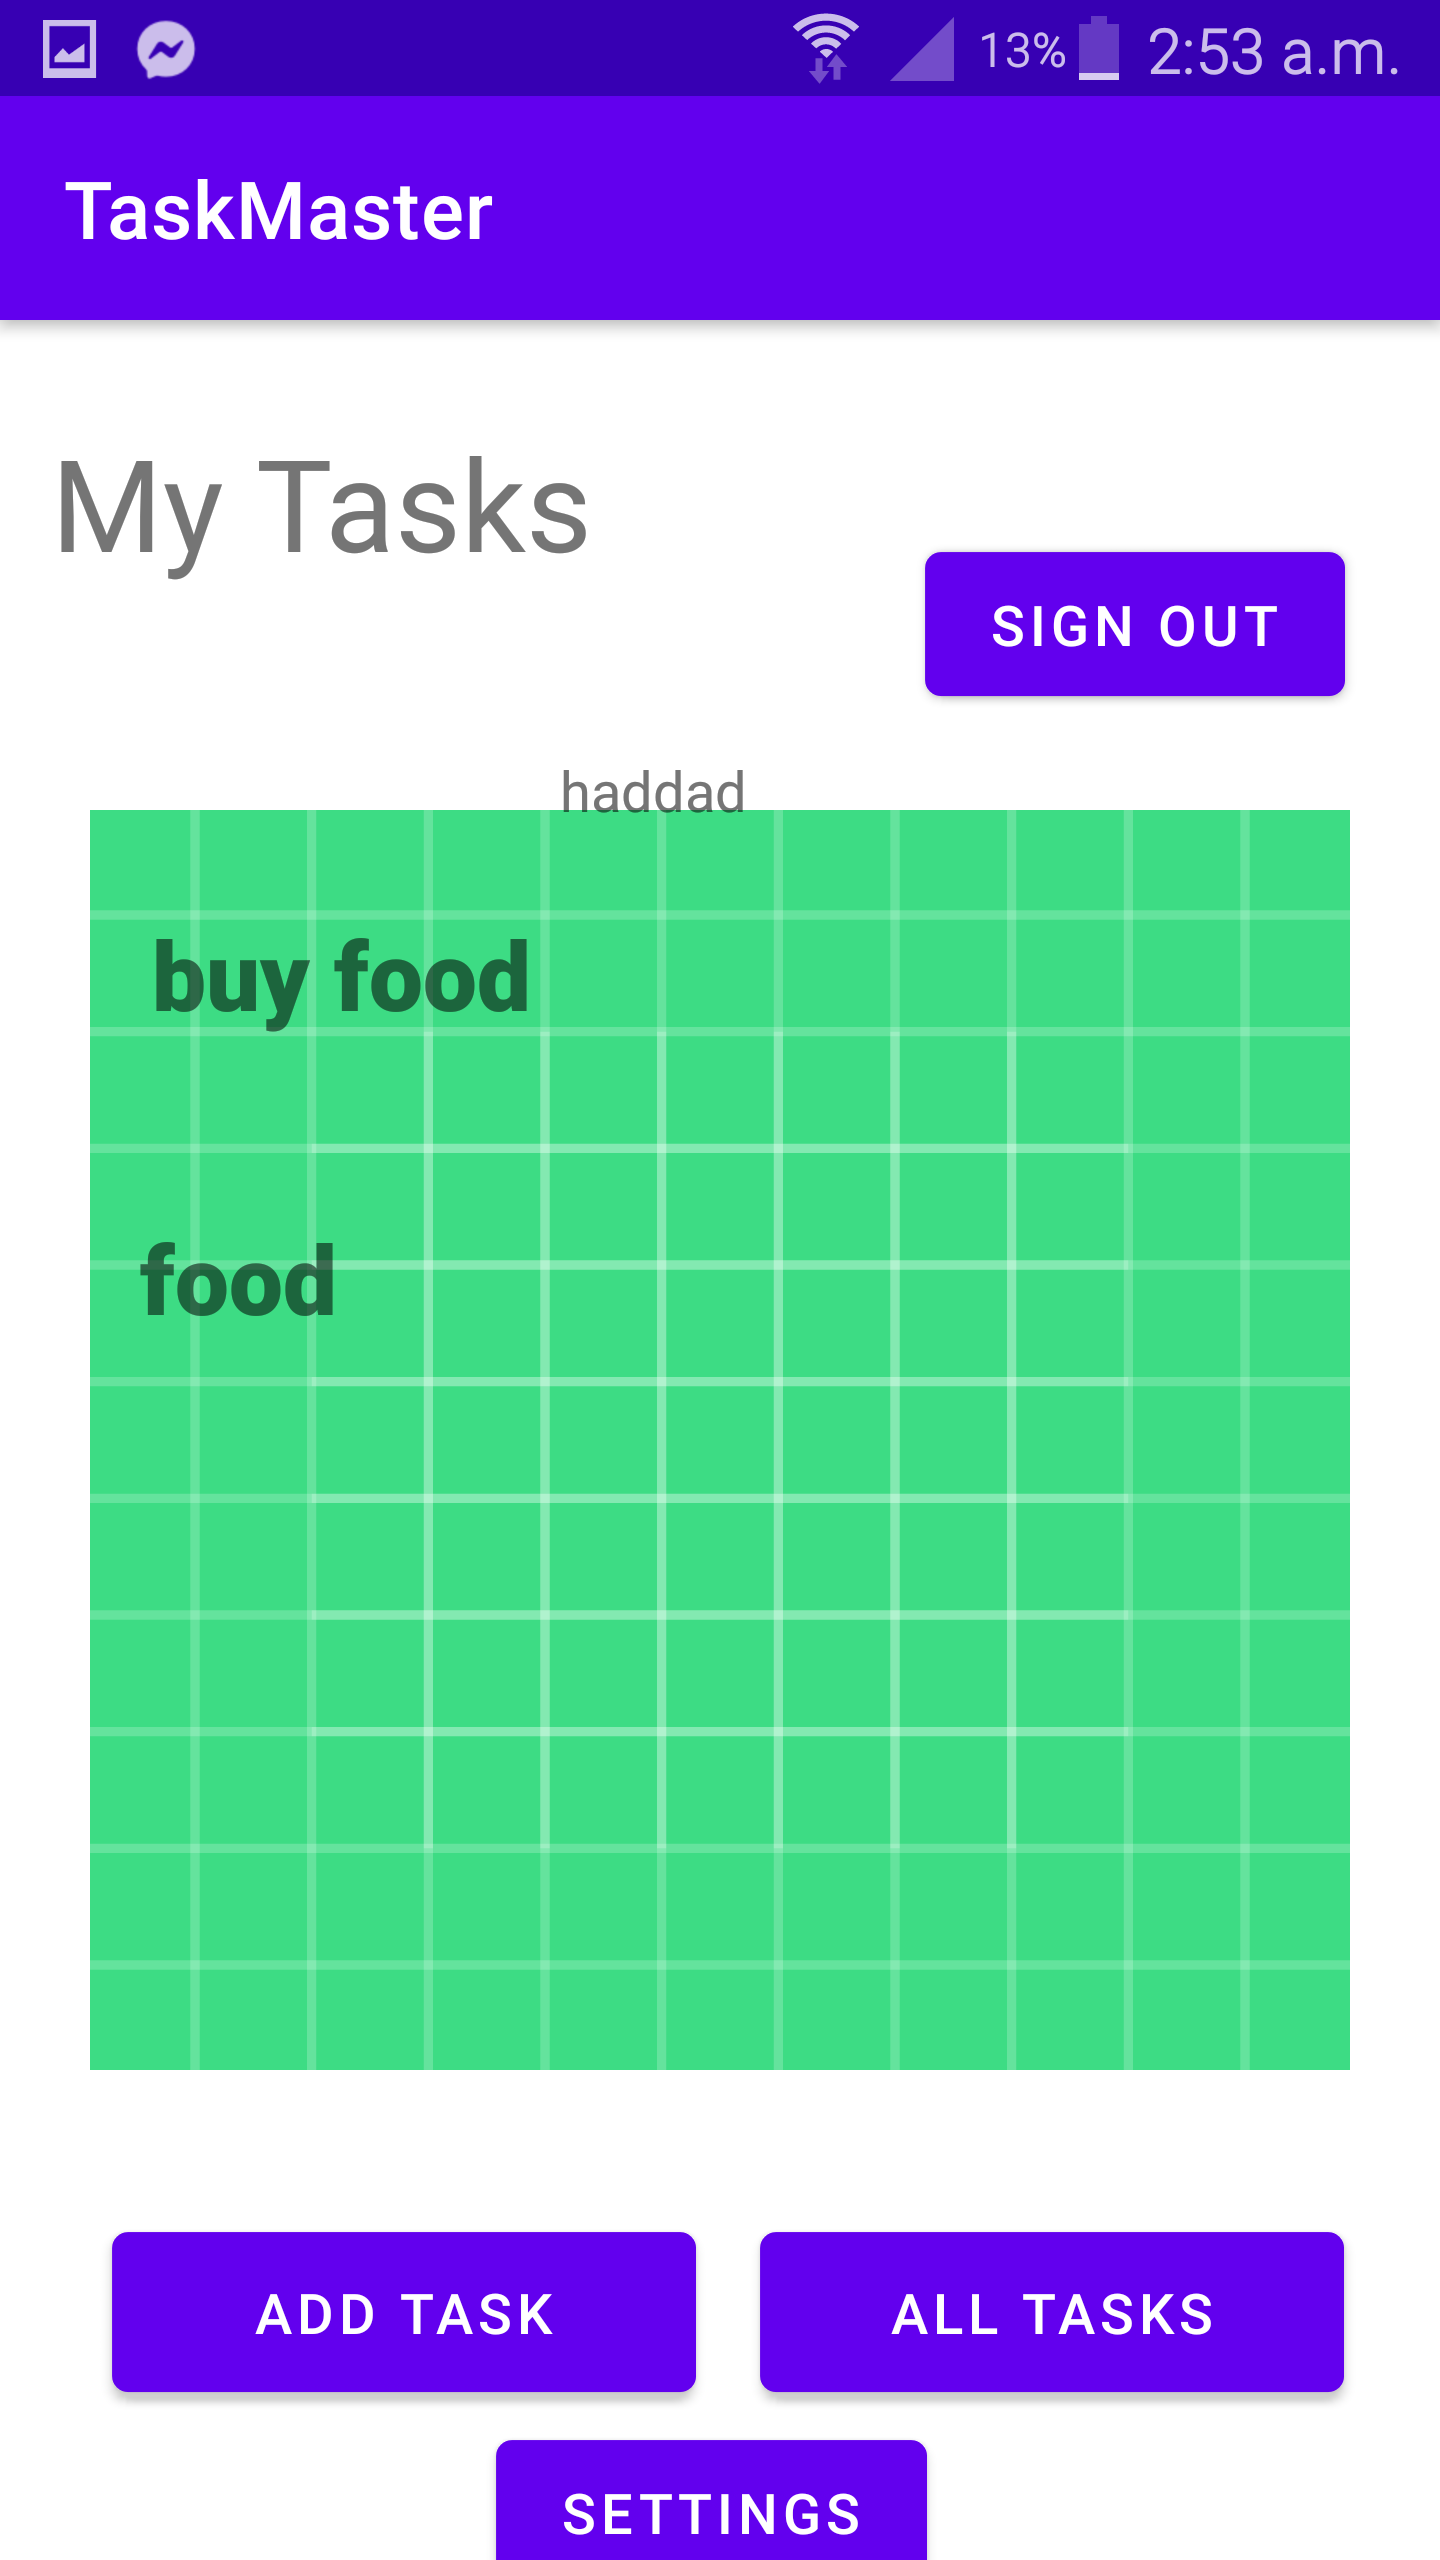 13% 2:53 a.m.
TaskMaster
My Tasks
SIGN OUT
haddad
buy food
food
ADD TASK
ALL TASKS
SETTINGS